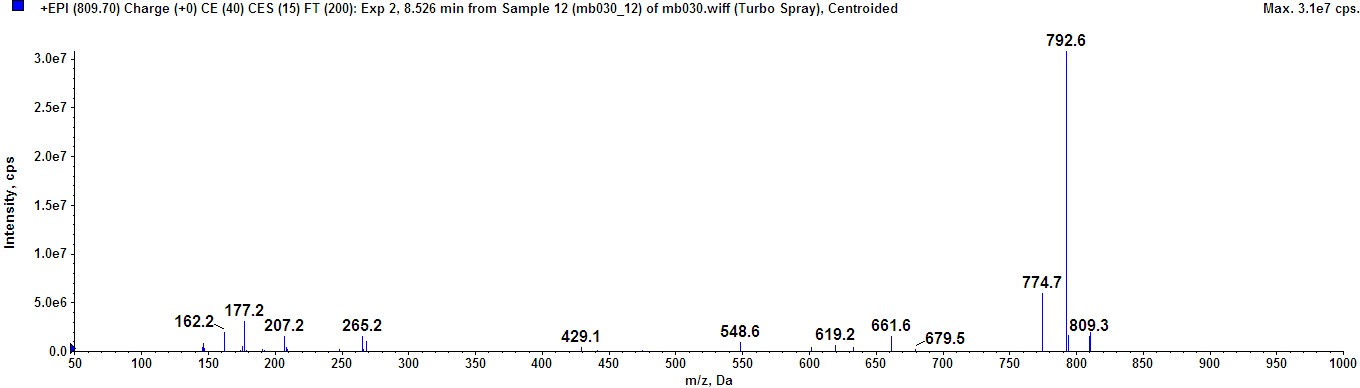 +EPI (809.70) Charge (+0) CE (40) CES (15) FT (200): Exp 2, 8.526 min from Sample 12 (mb030_12) of mb030.wiff (Turbo Spray), Centroided
Max. 3.1e7 cps.
792.6
3.0e7
2.5e7
2.0e7
1.5e7
1.0e7
5.0e6
0.0
Intensity, cps
774.7
809.3
162.2
177.2
207.2
265.2
429.1
548.6
619.2
661.6
679.5
50 100 150 200 250 300 350 400 450 500 550 600 650 700 750 800 850 900 950 1000
m/z, Da